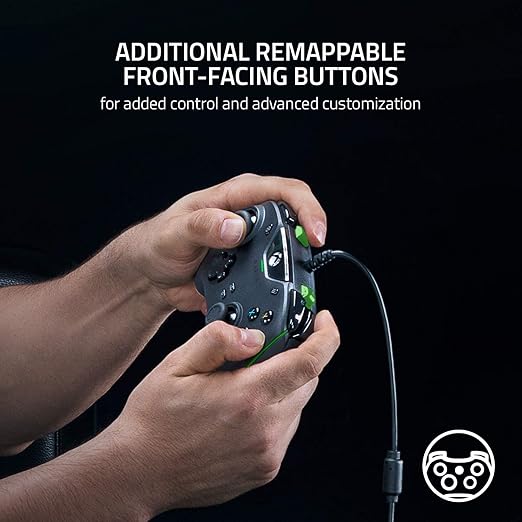 ADDITIONAL REMAPPABLE
FRONT-FACING BUTTONS
for added control and advanced customization